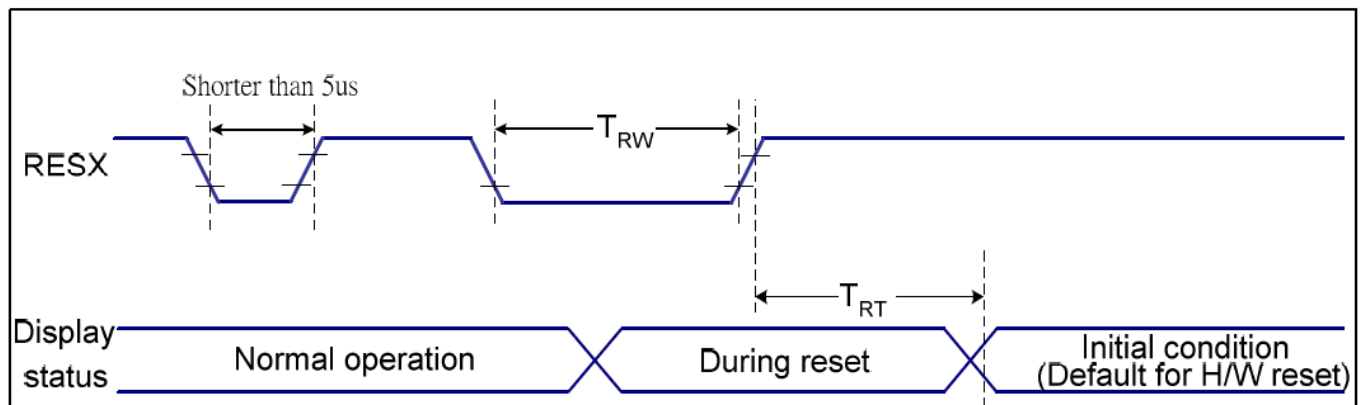 Shorter than 5us
RESX
TRW
TRT
Display
status
Normal operation
During reset
Initial condition
(Default for H/W reset)